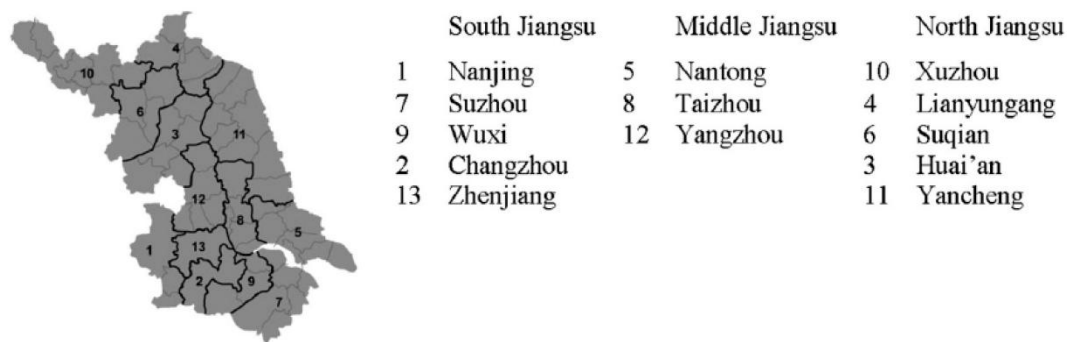 South Jiangsu Middle Jiangsu North Jiangsu
1 Nanjing 5 Nantong 10 Xuzhou
7 Suzhou 8 Taizhou 4 Lianyungang
9 Wuxi 12 Yangzhou 6 Suqian
2 Changzhou 3 Huai’an
13 Zhenjiang 11 Yancheng
4
10
6
3
11
12
8
5
1
13
2
9
7